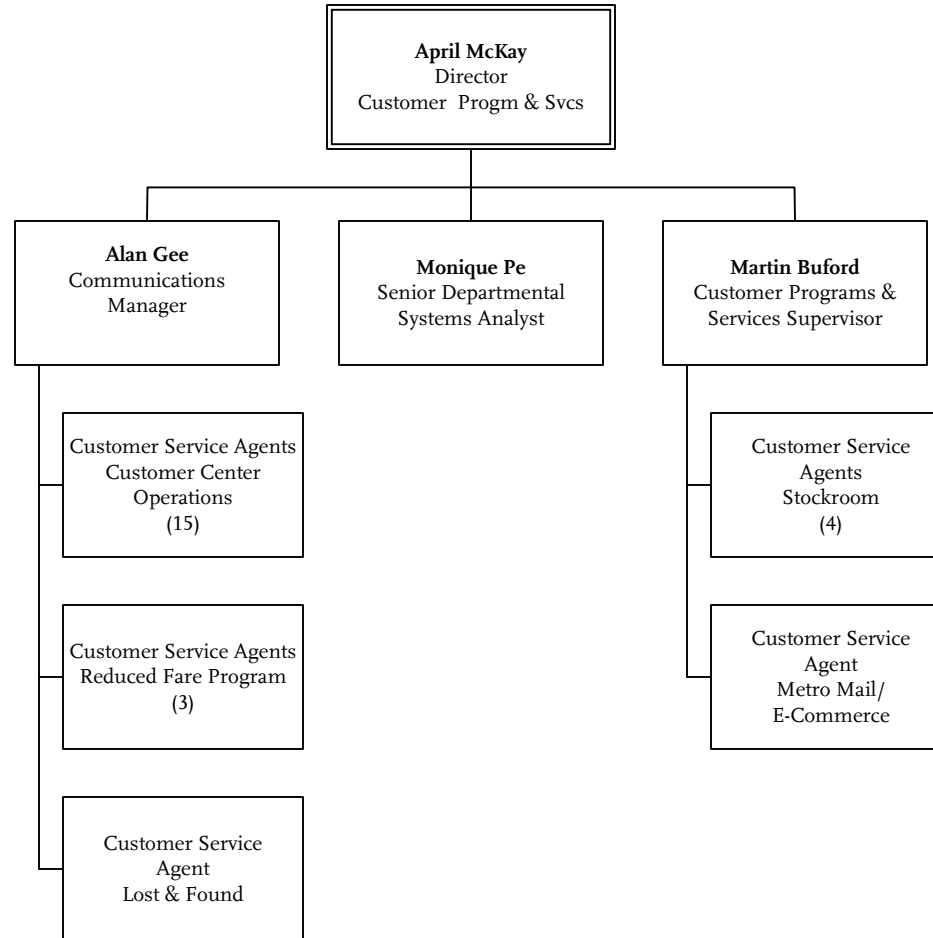 April McKay
Director
Customer Progm & Svcs
Alan Gee
Communications
Manager
Monique Pe
Senior Departmental
Systems Analyst
Martin Buford
Customer Programs &
Services Supervisor
Customer Service Agents
Customer Center
Operations
(15)
Customer Service
Agents
Stockroom
(4)
Customer Service Agents
Reduced Fare Program
(3)
Customer Service
Agent
Metro Mail/
E-Commerce
Customer Service
Agent
Lost & Found